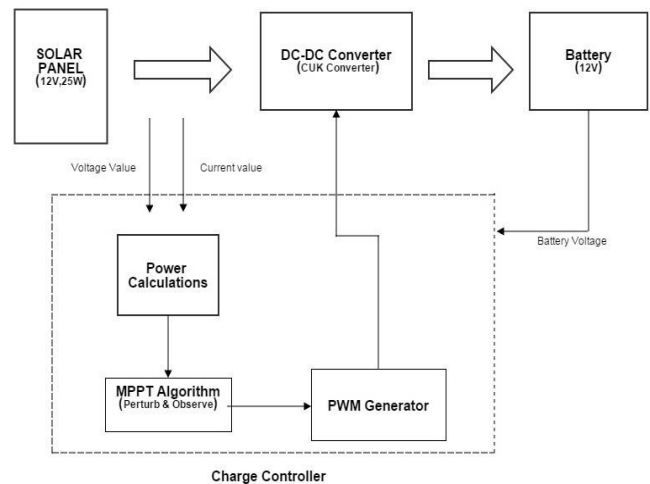 SOLAR
PANEL
(12V,25W)
DC-DC Converter
(CUK Converter)
Battery
(12V)
Voltage Value
Current value
Battery Voltage
Power
Calculations
MPPT Algorithm
(Perturb & Observe)
PWM Generator
Charge Controller